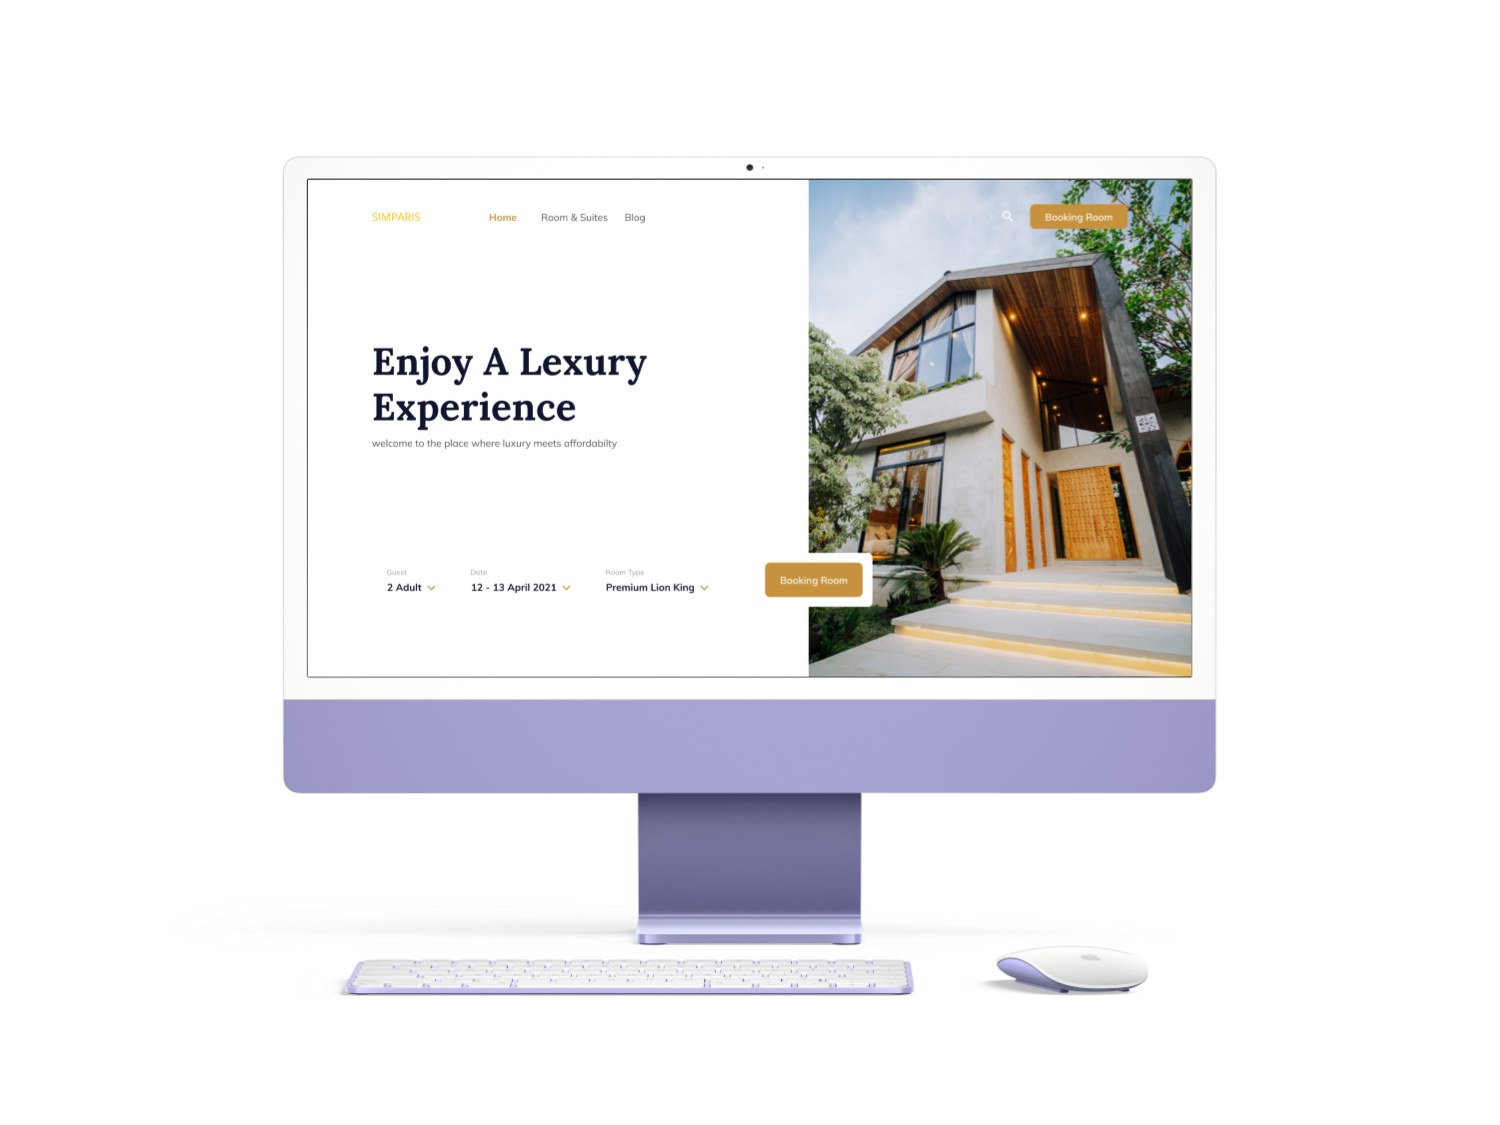 SIMPARIS
Home Room & Suites Blog
Booking Room
Enjoy A Lexury
Experience
welcome to the place where luxury meets affordabilty
Guest Date Room Type
2 Adult 12 - 13 April 2021 Premium Lion King
Booking Room